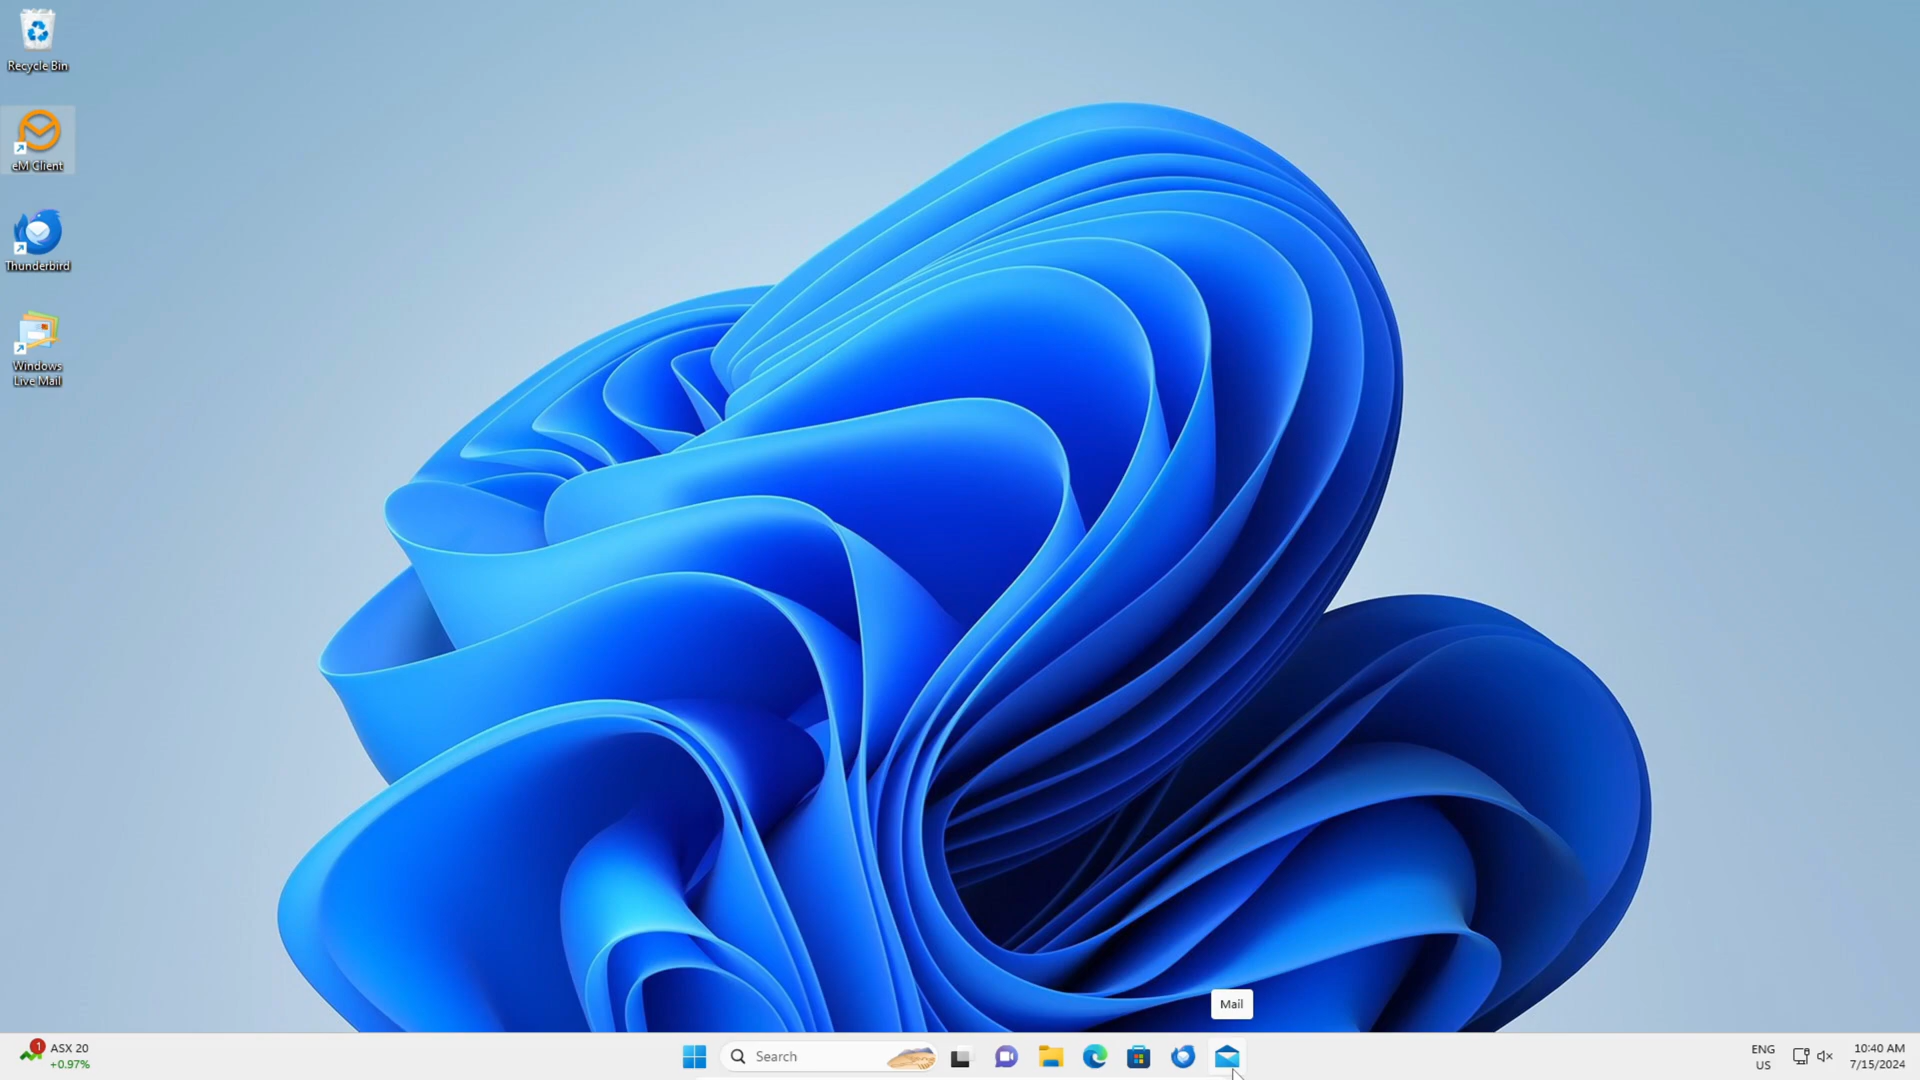 Recycle Bin
eM Client
Thunderbird
Windows
Live Mail
Mail
1
ASX 20
+0.97%
Search
ENG
US
10:40 AM
7/15/2024